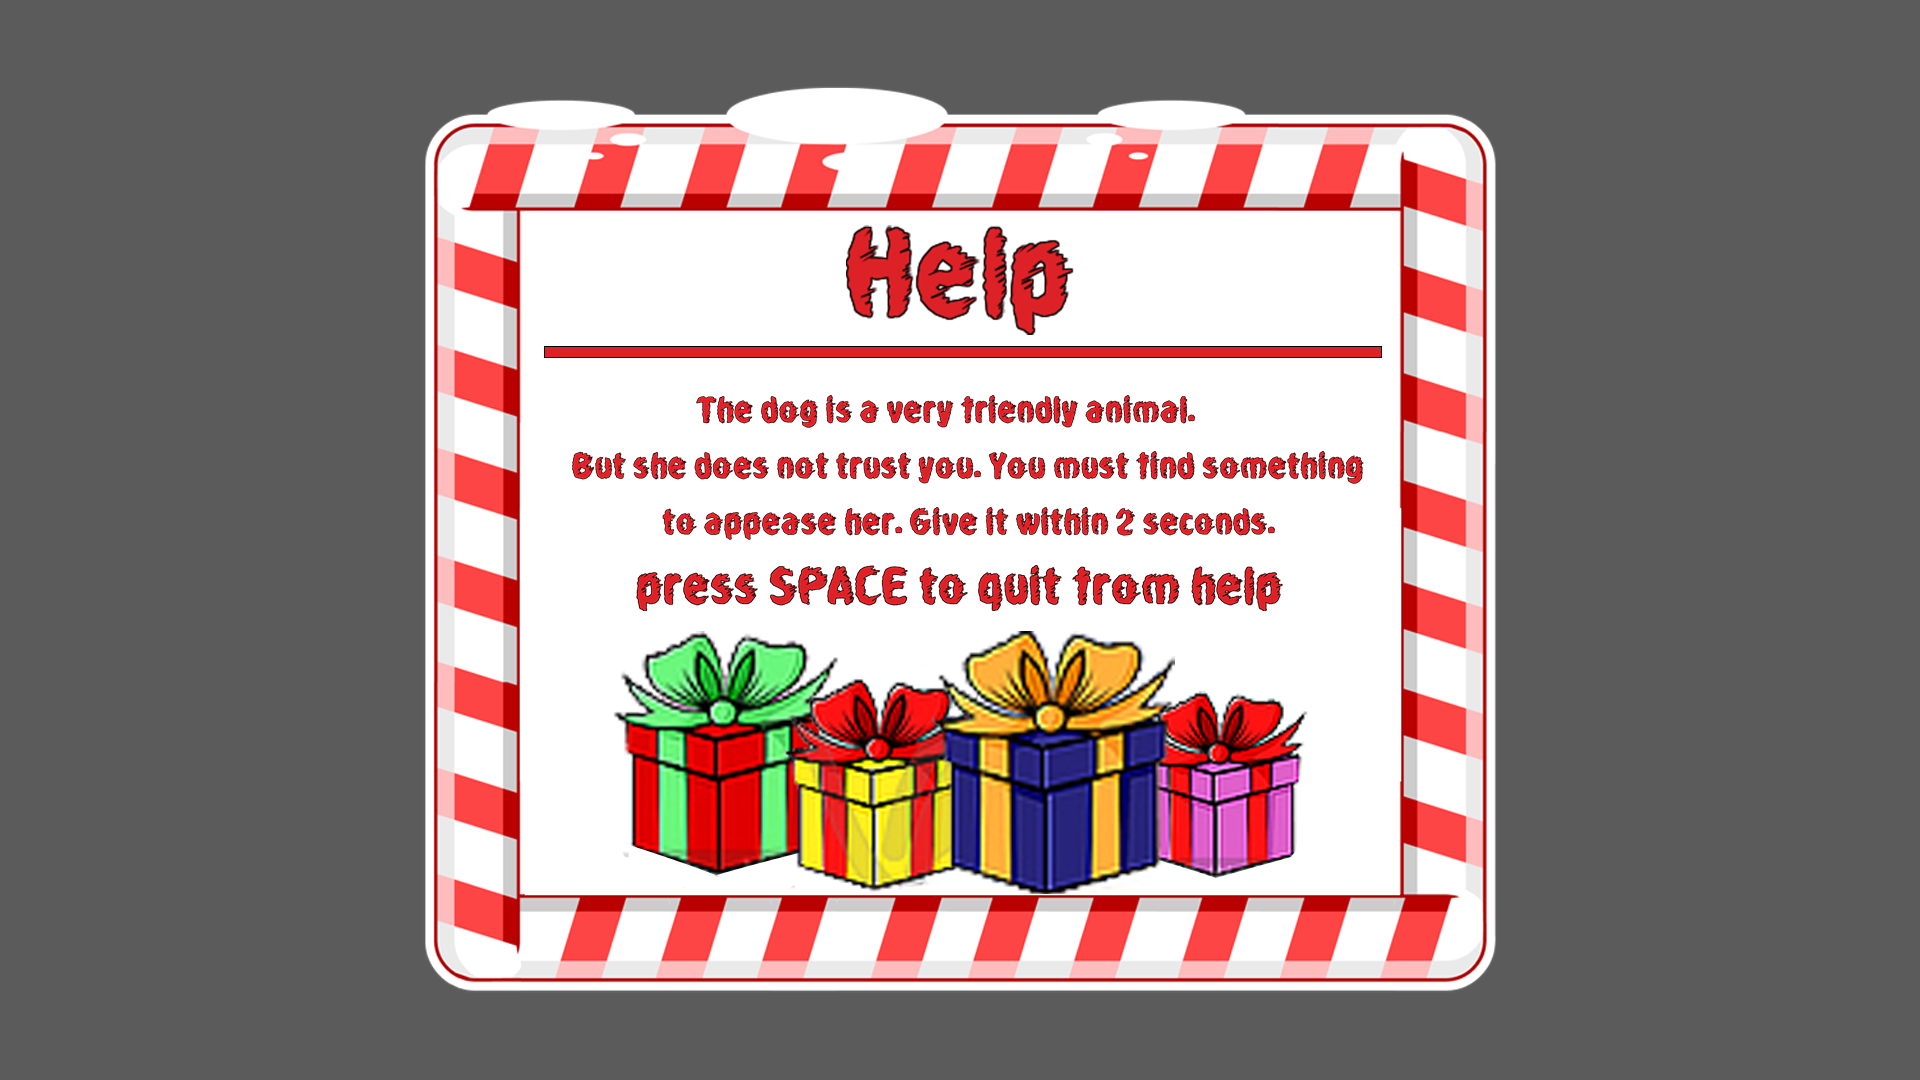 Help
The dog is a very friendly animal.
But she does not trust you. You must find something
to appease her. Give it within 2 seconds.
press SPACE to quit from help